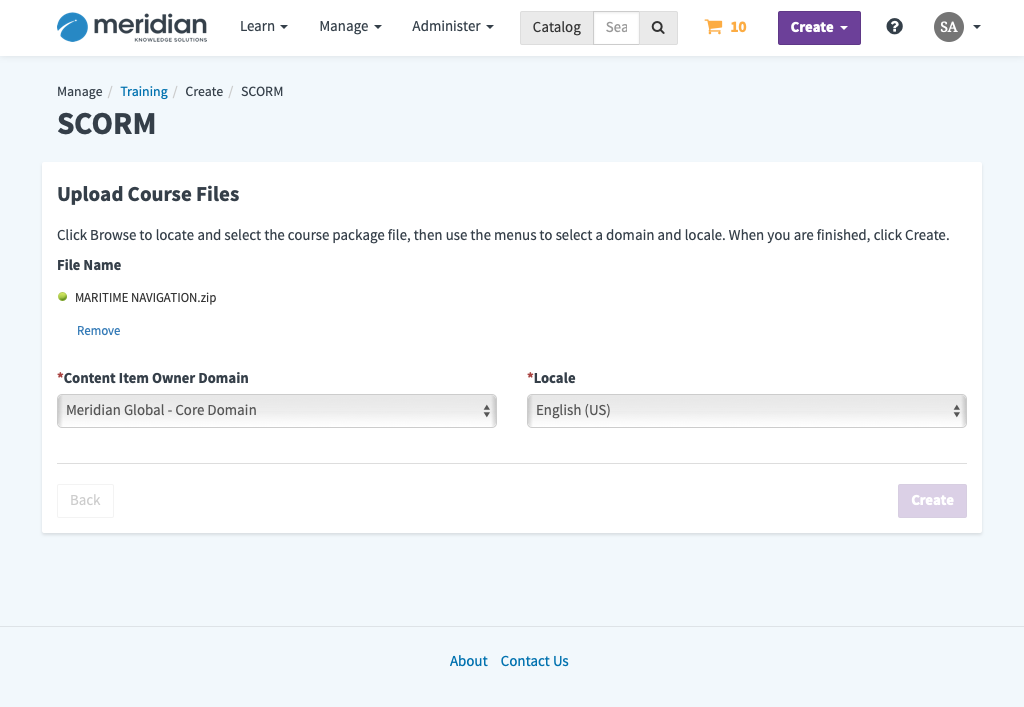 meridian
KNOWLEDGE SOLUTIONS
Learn Manage Administer Catalog Sea 10 Create SA
Manage / Training / Create / SCORM
SCORM
Upload Course Files
Click Browse to locate and select the course package file, then use the menus to select a domain and locale. When you are finished, click Create.
File Name
MARITIME NAVIGATION.zip
Remove
*Content Item Owner Domain *Locale
Meridian Global - Core Domain English (US)
Back Create
About Contact Us